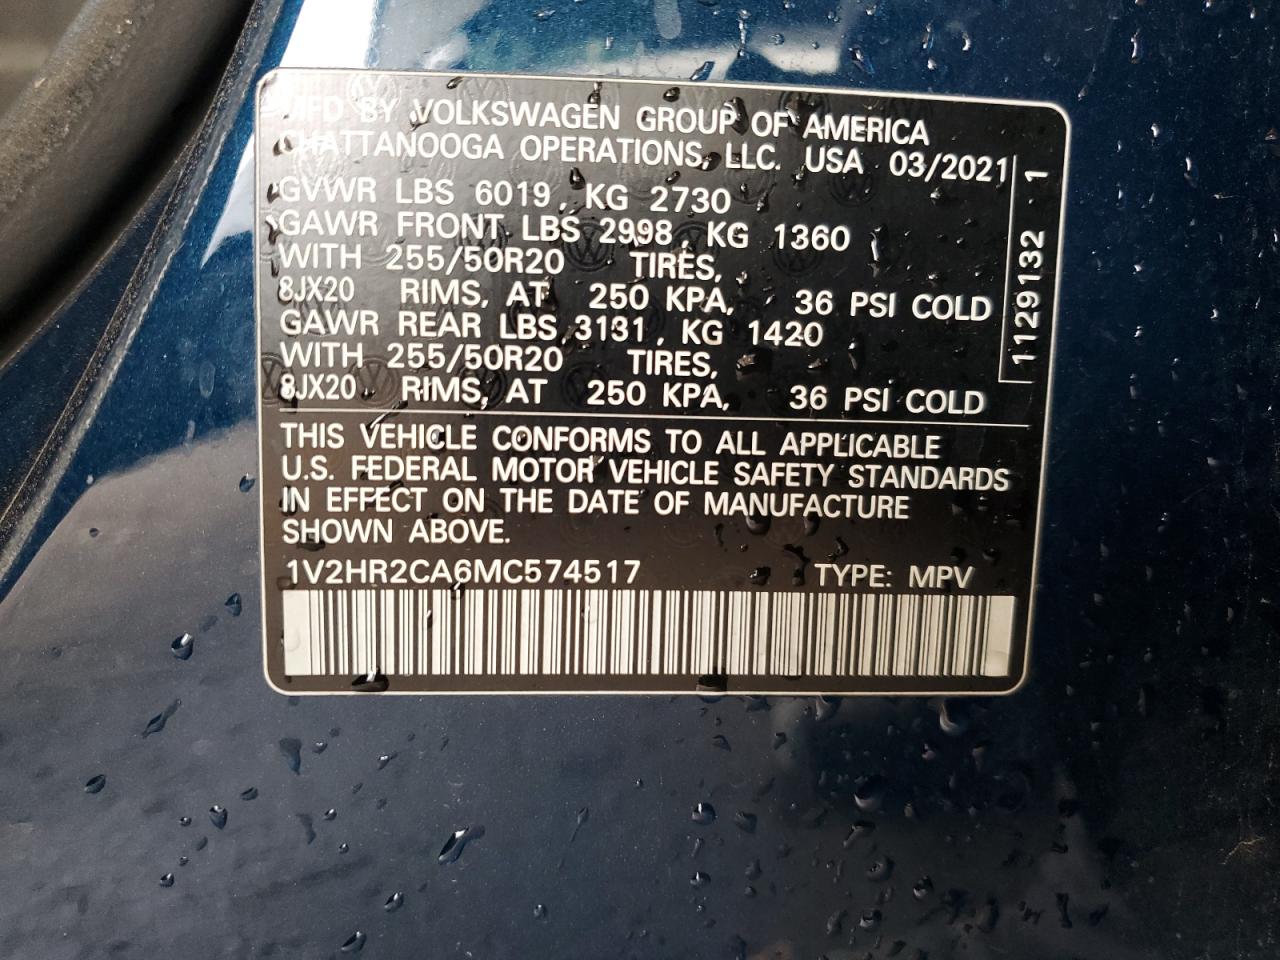 MFD BY VOLKSWAGEN GROUP OF AMERICA
CHATTANOOGA OPERATIONS, LLC. USA 03/2021
GVWR LBS 6019, KG 2730
GAWR FRONT LBS 2998, KG 1360
WITH 255/50R20 TIRES,
8JX20 RIMS, AT 250 KPA, 36 PSI COLD
GAWR REAR LBS 3131, KG 1420
WITH 255/50R20 TIRES,
8JX20 RIMS, AT 250 KPA, 36 PSI COLD
1129132 1
THIS VEHICLE CONFORMS TO ALL APPLICABLE
U.S. FEDERAL MOTOR VEHICLE SAFETY STANDARDS
IN EFFECT ON THE DATE OF MANUFACTURE
SHOWN ABOVE.
1V2HR2CA6MC574517 TYPE: MPV